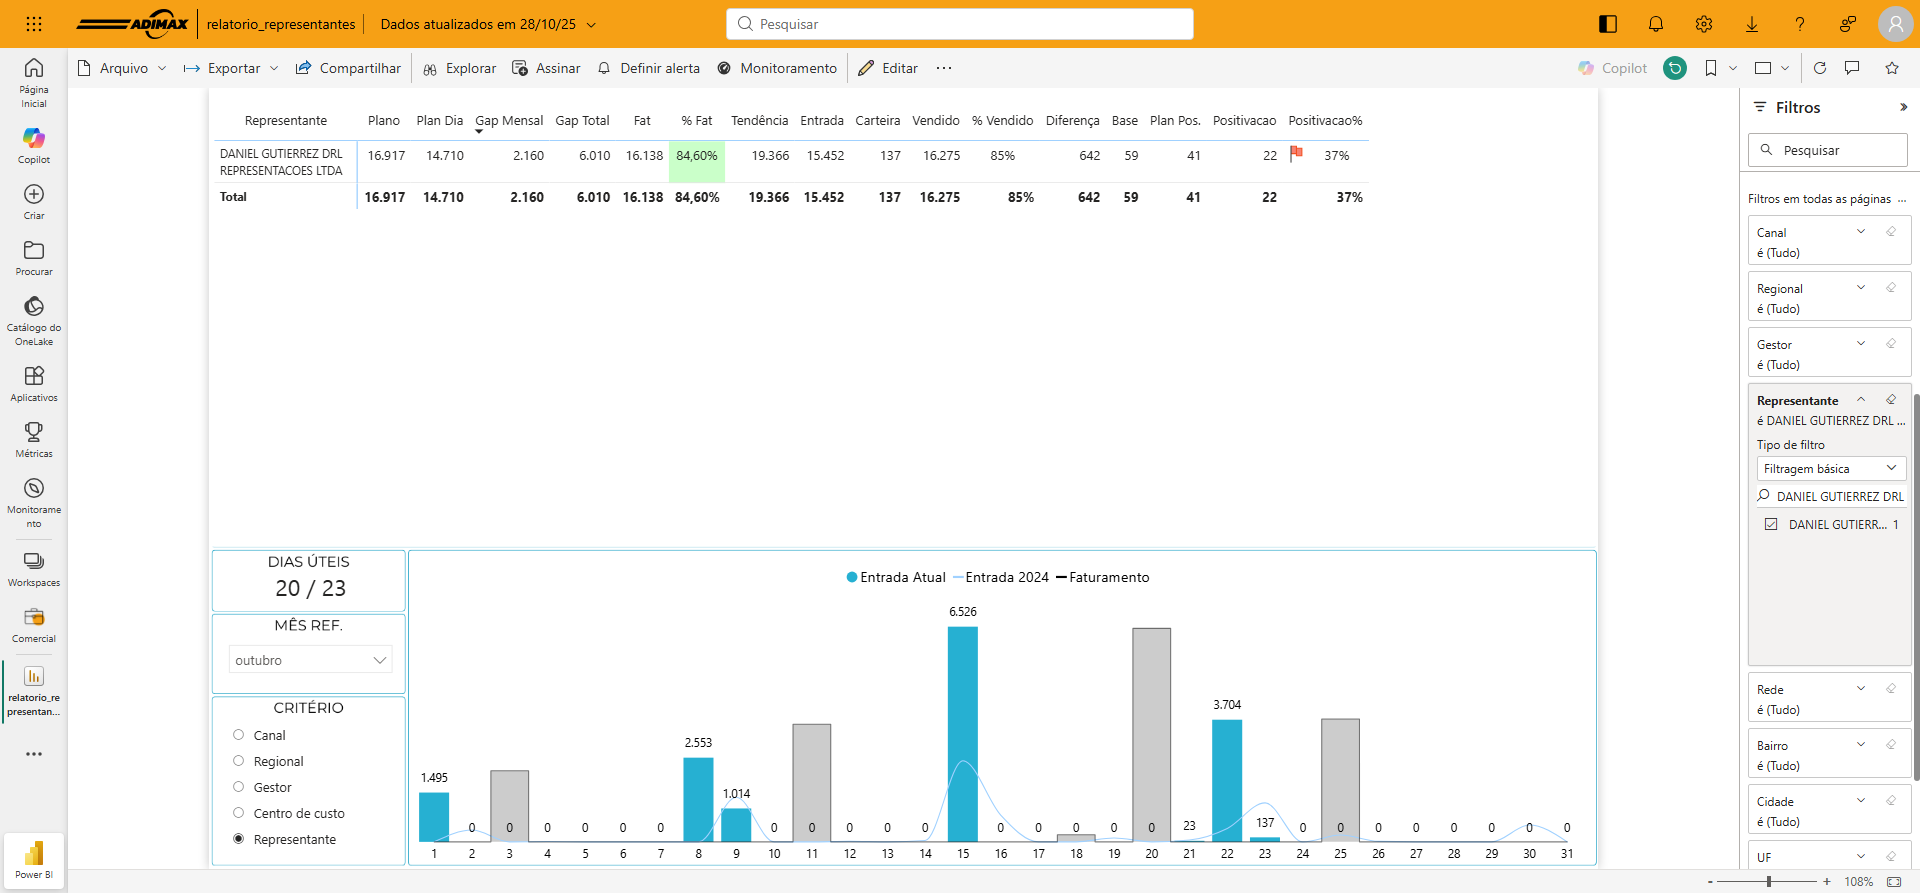 ADIMAX
relatorio_representantes
Dados atualizados em 28/10/25
Pesquisar
Arquivo
Exportar
Compartilhar
Explorar
Assinar
Definir alerta
Monitoramento
Editar
Copilot
Página
Inicial
Copilot
Criar
Procurar
Catálogo do
OneLake
Aplicativos
Métricas
Monitorame
nto
Workspaces
Comercial
relatorio_re
presentan...
Power BI
Representante Plano Plan Dia Gap Mensal Gap Total Fat % Fat Tendência Entrada Carteira Vendido % Vendido Diferença Base Plan Pos. Positivacao Positivacao%
DANIEL GUTIERREZ DRL
REPRESENTACOES LTDA
16.917 14.710 2.160 6.010 16.138 84,60% 19.366 15.452 137 16.275 85% 642 59 41 22 37%
Total 16.917 14.710 2.160 6.010 16.138 84,60% 19.366 15.452 137 16.275 85% 642 59 41 22 37%
DIAS ÚTEIS
20 / 23
MÊS REF.
outubro
CRITÉRIO
Canal
Regional
Gestor
Centro de custo
Representante
Entrada Atual Entrada 2024 Faturamento
1.495 0 0 0 0 0 0 2.553 1.014 0 0 0 0 0 6.526 0 0 0 0 0 23 3.704 137 0 0 0 0 0 0 0 0
1 2 3 4 5 6 7 8 9 10 11 12 13 14 15 16 17 18 19 20 21 22 23 24 25 26 27 28 29 30 31
Filtros
Pesquisar
Filtros em todas as páginas ...
Canal
é (Tudo)
Regional
é (Tudo)
Gestor
é (Tudo)
Representante
é DANIEL GUTIERREZ DRL ...
Tipo de filtro
Filtragem básica
DANIEL GUTIERREZ DRL
DANIEL GUTIERR... 1
Rede
é (Tudo)
Bairro
é (Tudo)
Cidade
é (Tudo)
UF
- + 108%